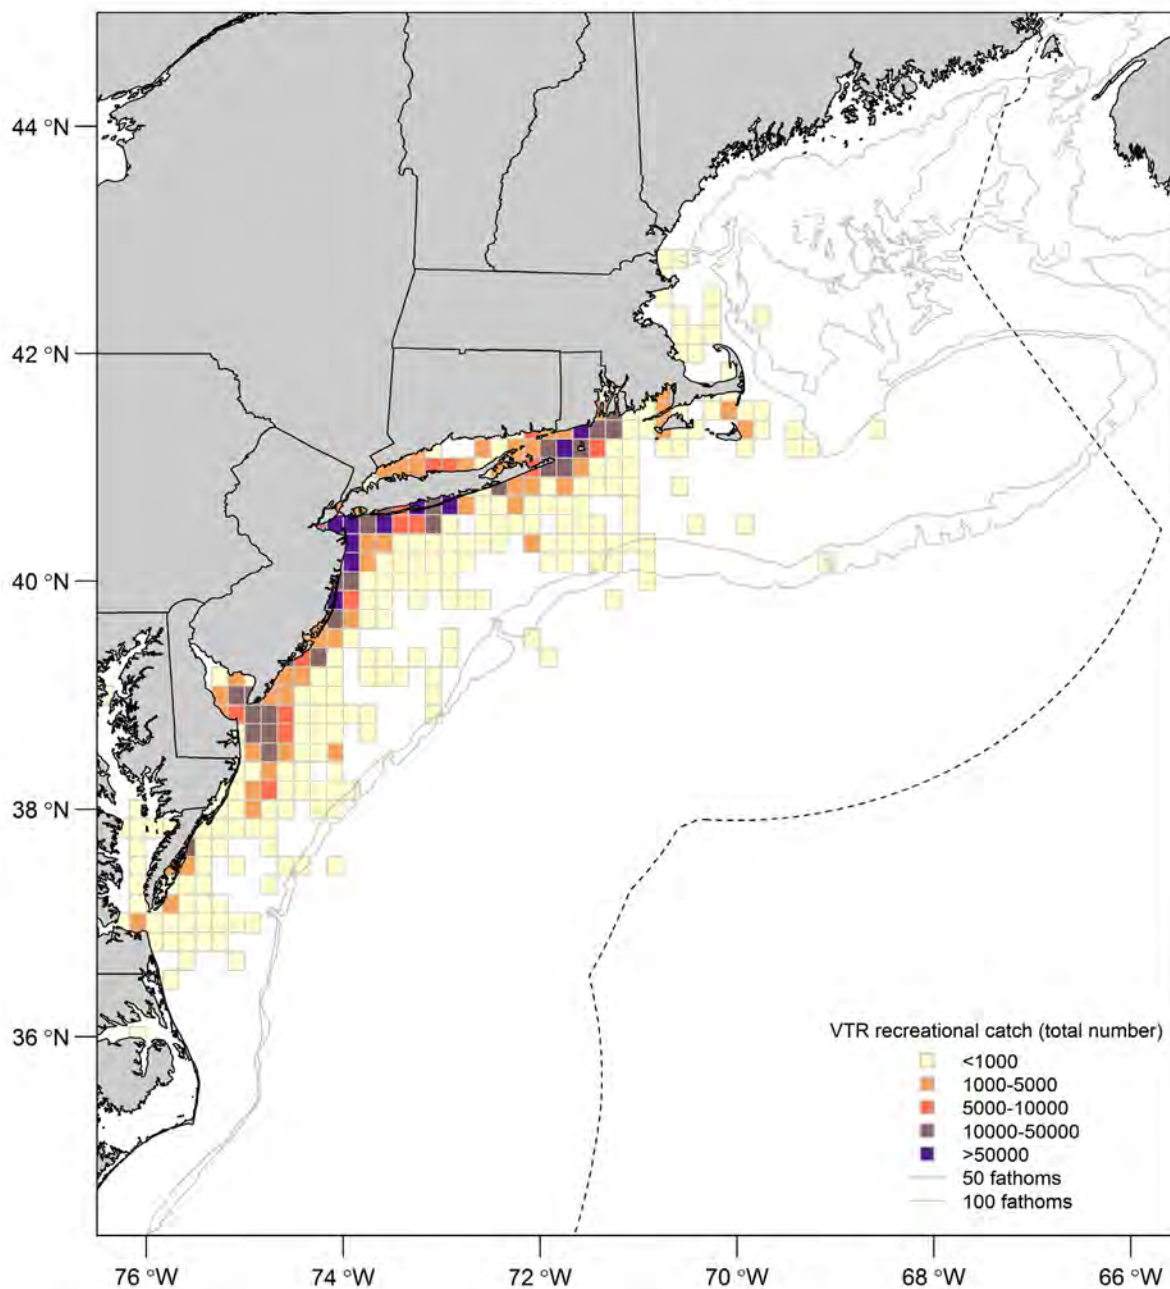 44 °N
42 °N
40 °N
38 °N
36 °N
VTR recreational catch (total number)
<1000
1000-5000
5000-10000
10000-50000
>50000
50 fathoms
100 fathoms
76 °W
74 °W
72 °W
70 °W
68 °W
66 °W